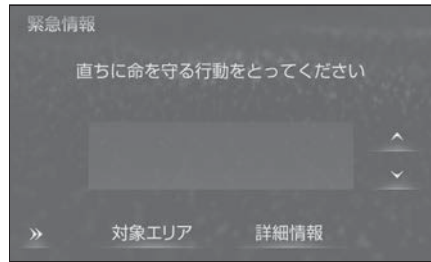 緊急情報
直ちに命を守る行動をとってください
対象エリア
詳細情報